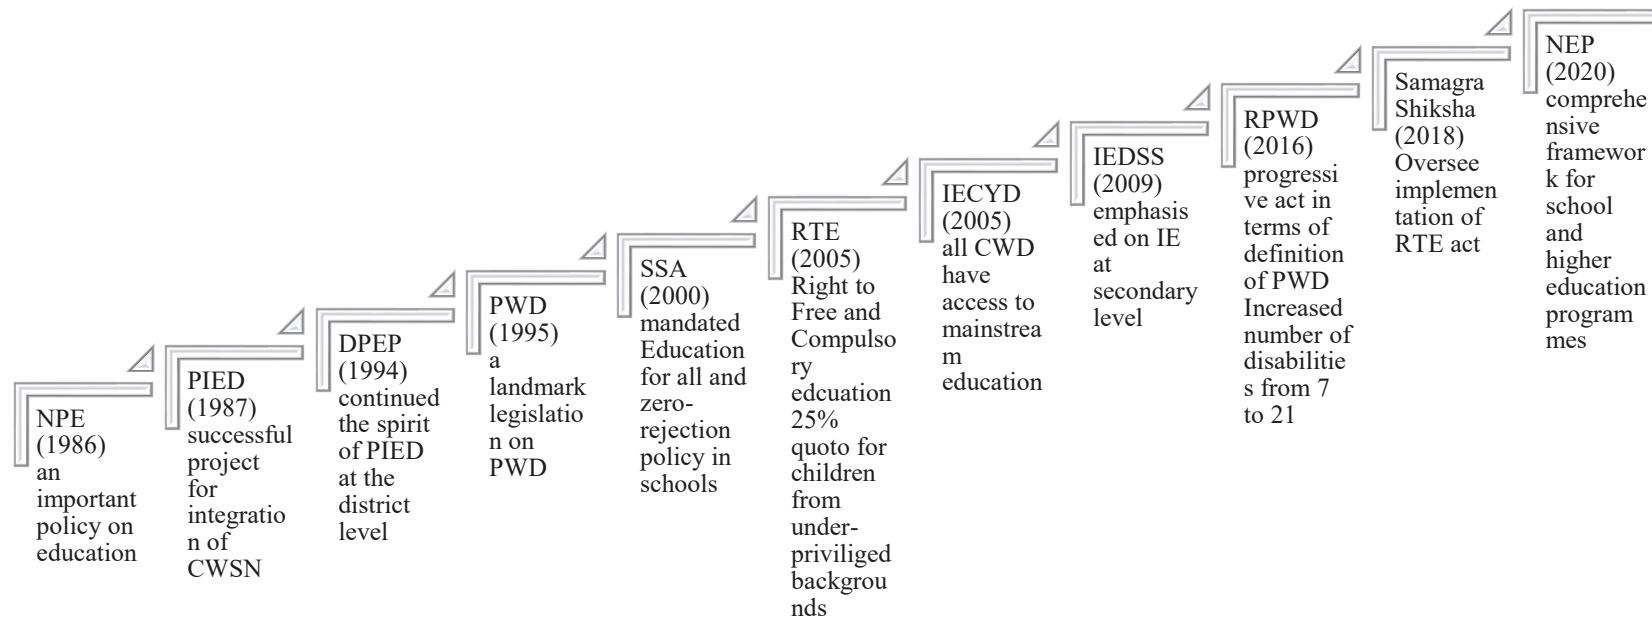 NPE
(1986)
an
important
policy on
education
PIED
(1987)
successful
project
for
integratio
n of
CWSN
DPEP
(1994)
continued
the spirit
of PIED
at the
district
level
PWD
(1995)
a
landmark
legislatio
n on
PWD
SSA
(2000)
mandated
Education
for all and
zero-
rejection
policy in
schools
RTE
(2005)
Right to
Free and
Compulso
ry
edcuation
25%
quoto for
children
from
under-
priviliged
backgrou
nds
IECYD
(2005)
all CWD
have
access to
mainstrea
m
education
IEDSS
(2009)
emphasis
ed on IE
at
secondary
level
RPWD
(2016)
progressi
ve act in
terms of
definition
of PWD
Increased
number of
disabilitie
s from 7
to 21
Samagra
Shiksha
(2018)
Oversee
implemen
tation of
RTE act
NEP
(2020)
comprehe
nsive
framewor
k for
school
and
higher
education
program
mes